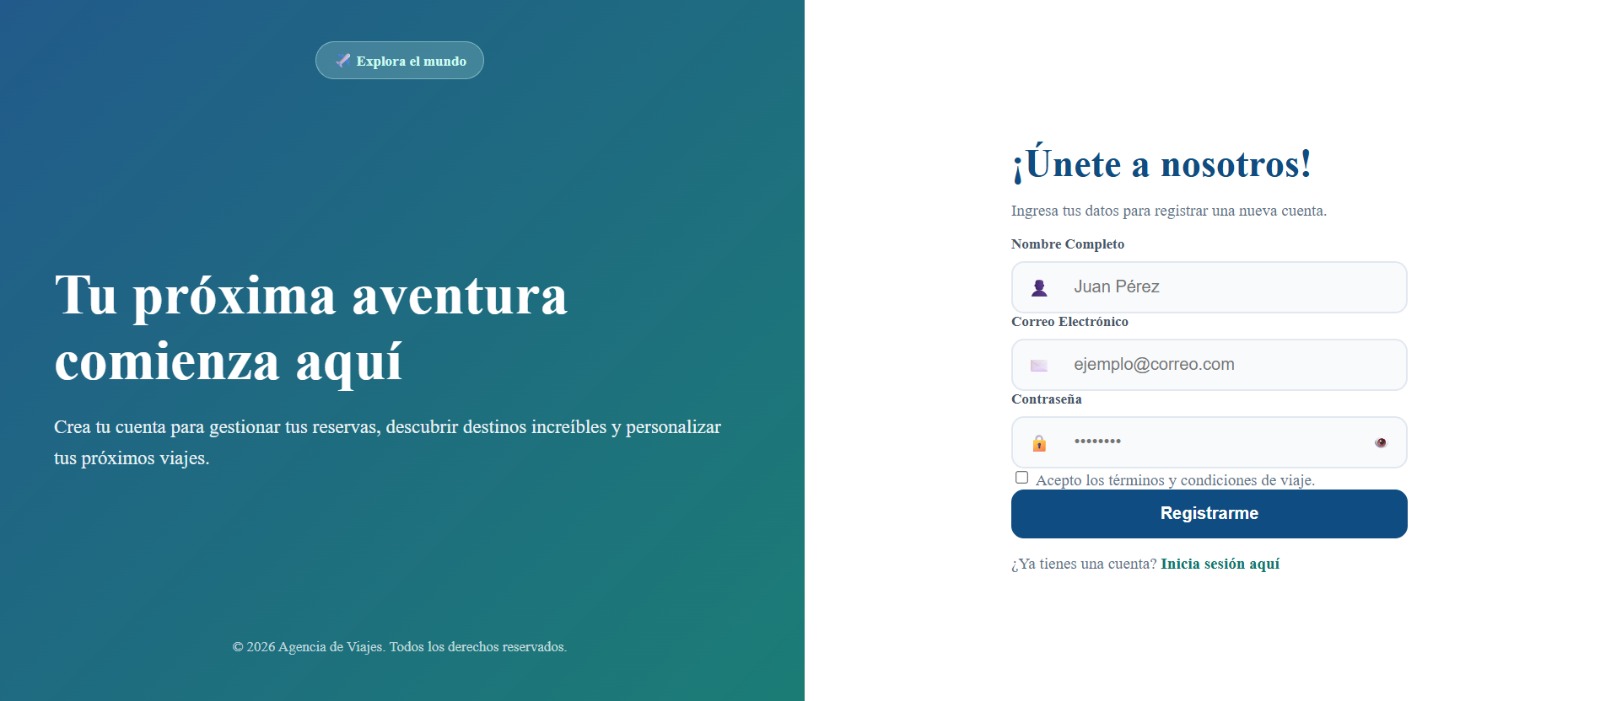 Explora el mundo
Tu próxima aventura
comienza aquí
Crea tu cuenta para gestionar tus reservas, descubrir destinos increíbles y personalizar
tus próximos viajes.
© 2026 Agencia de Viajes. Todos los derechos reservados.
¡Únete a nosotros!
Ingresa tus datos para registrar una nueva cuenta.
Nombre Completo
Juan Pérez
Correo Electrónico
ejemplo@correo.com
Contraseña
••••••••
Acepto los términos y condiciones de viaje.
Registrarme
¿Ya tienes una cuenta? Inicia sesión aquí